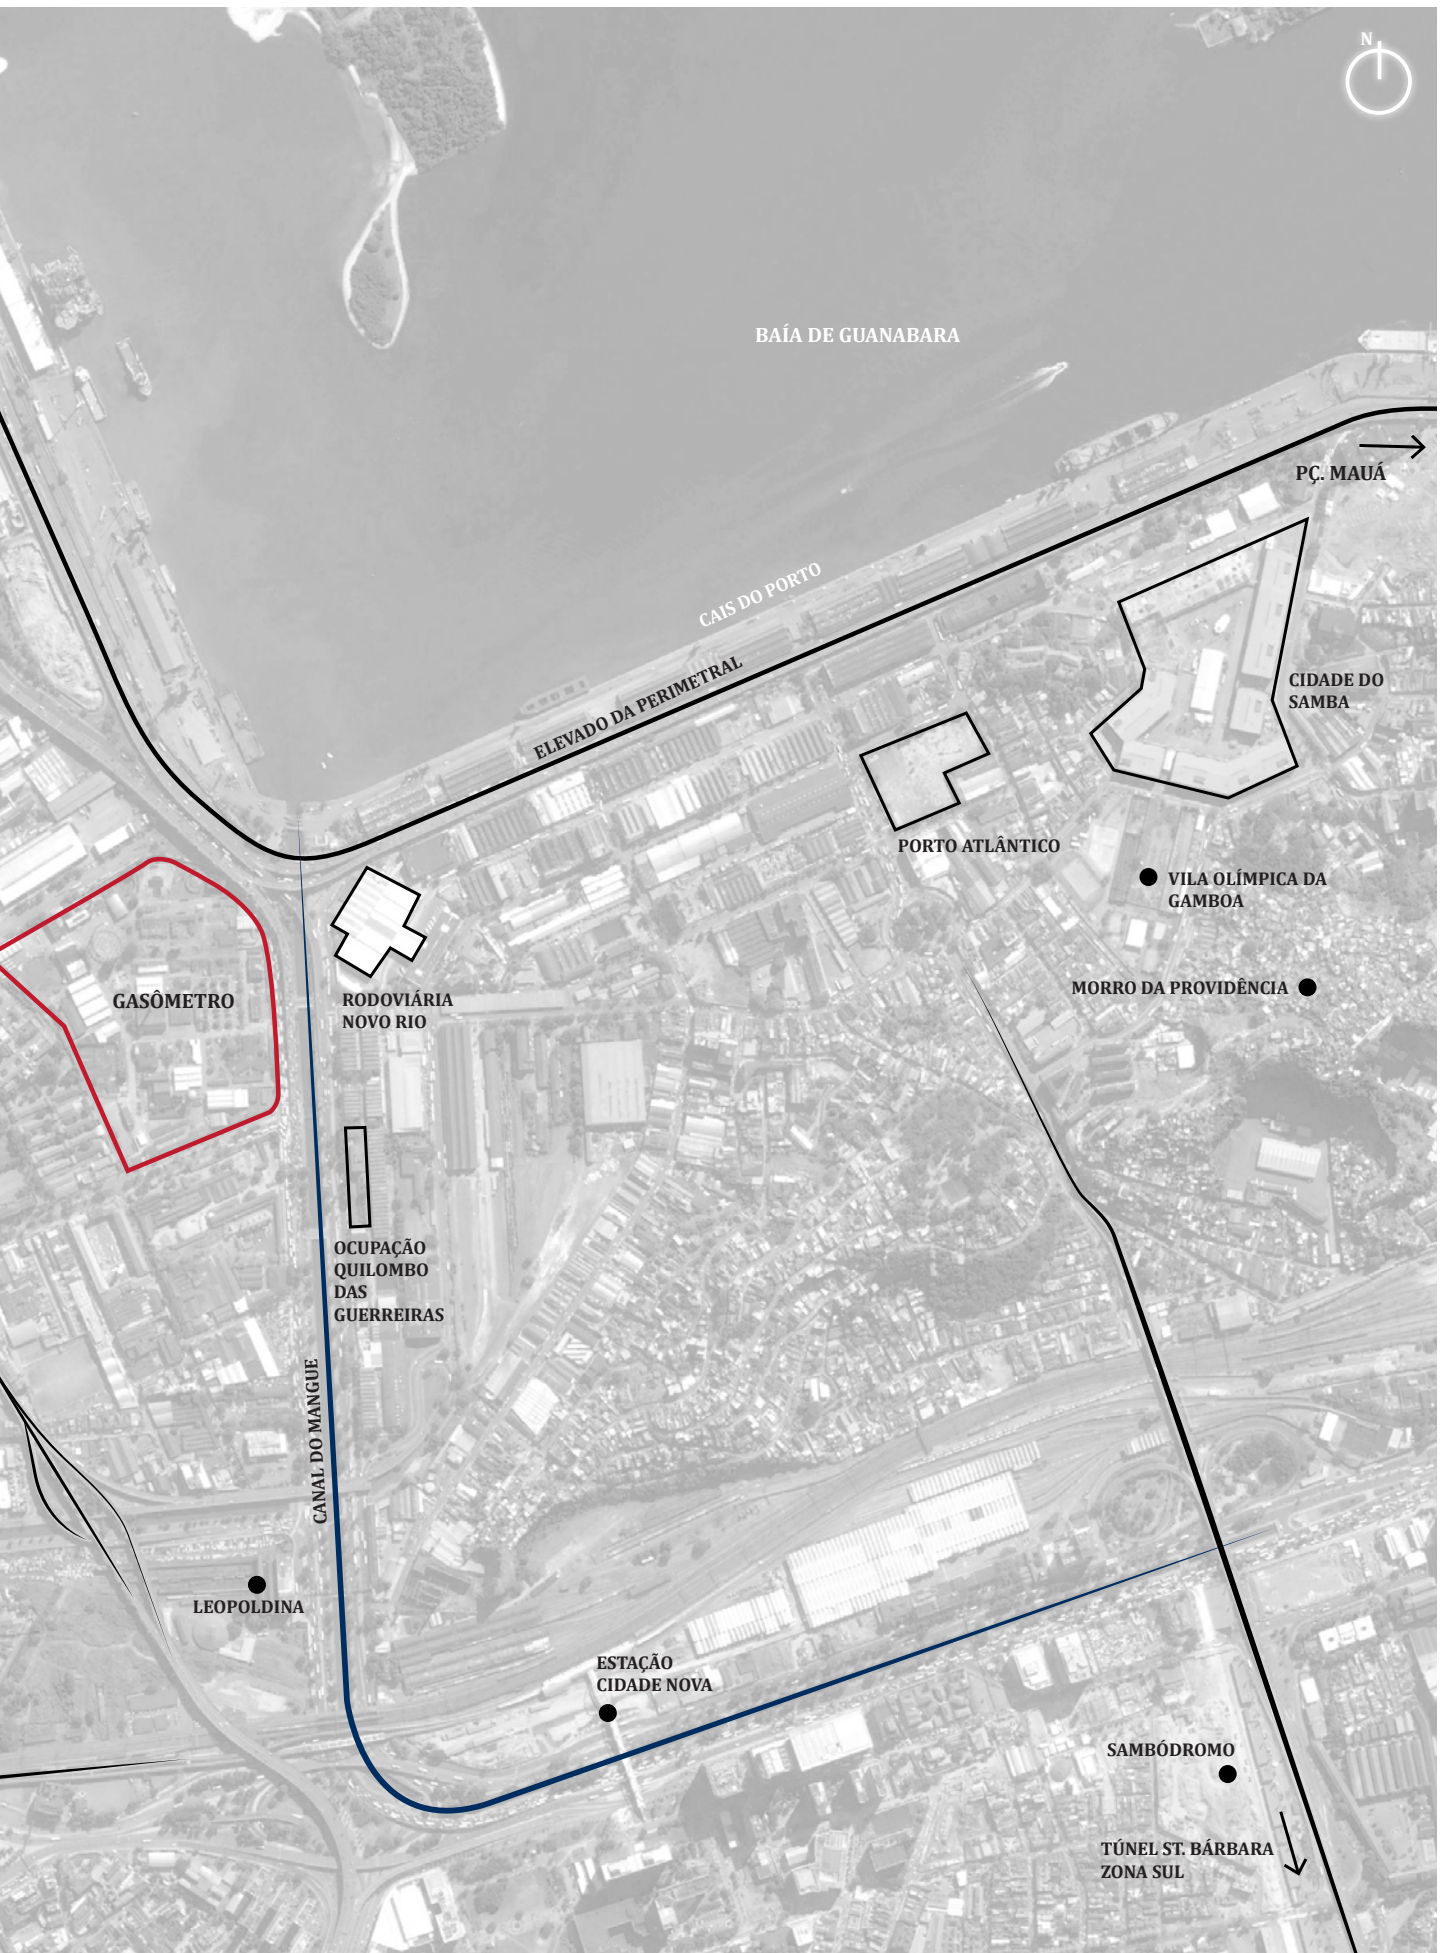 N
BAÍA DE GUANABARA
PÇ. MAUÁ
CAIS DO PORTO
ELEVADO DA PERIMETRAL
CIDADE DO
SAMBA
PORTO ATLÂNTICO
VILA OLÍMPICA DA
GAMBOA
MORRO DA PROVIDÊNCIA
GASÔMETRO
RODOVIÁRIA
NOVO RIO
OCUPAÇÃO
QUILOMBO
DAS
GUERREIRAS
CANAL DO MANGUE
LEOPOLDINA
ESTAÇÃO
CIDADE NOVA
SAMBÓDROMO
TÚNEL ST. BÁRBARA
ZONA SUL